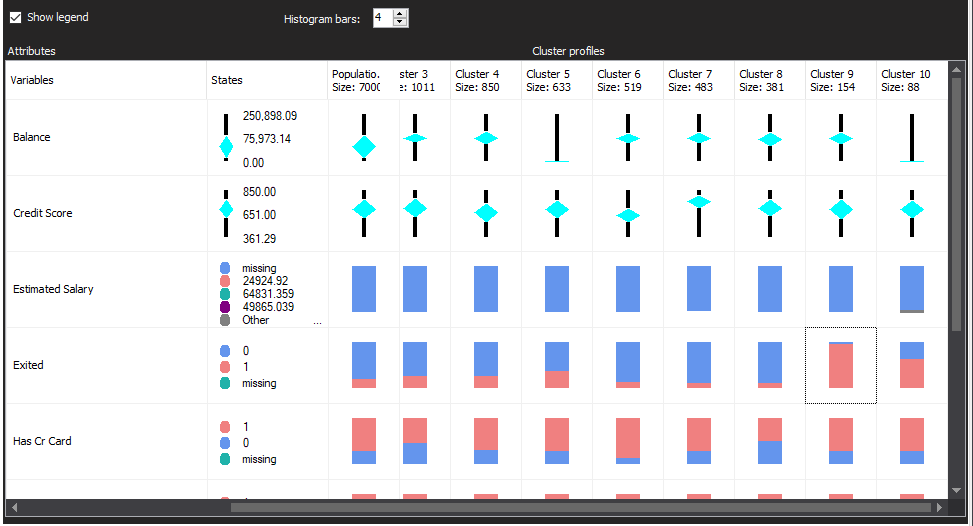 Show legend
Histogram bars:
4
Attributes
Cluster profiles
Variables
States
Populatio.
Size: 7000
ster 3
: 1011
Cluster 4
Size: 850
Cluster 5
Size: 633
Cluster 6
Size: 519
Cluster 7
Size: 483
Cluster 8
Size: 381
Cluster 9
Size: 154
Cluster 10
Size: 88
Balance
250,898.09
75,973.14
0.00
Credit Score
850.00
651.00
361.29
Estimated Salary
missing
24924.92
64831.359
49865.039
Other
...
Exited
0
1
missing
Has Cr Card
1
0
missing